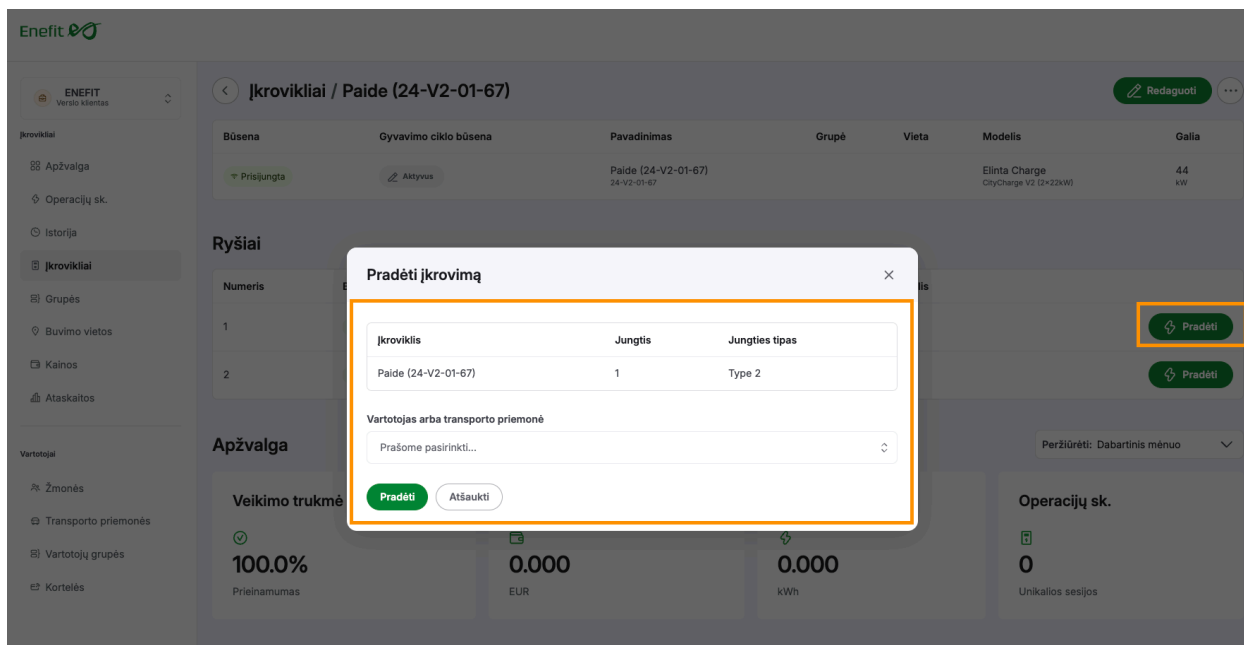 Enefit
ENEFIT
Verslo klientas
Įkrovikliai / Paide (24-V2-01-67)
Redaguoti
Įkrovikliai
Apžvalga
Operacijų sk.
Istorija
Įkrovikliai
Grupės
Buvimo vietos
Kainos
Ataskaitos
Vartotojai
Žmonės
Transporto priemonės
Vartotojų grupės
Kortelės
Būsena Gyvavimo ciklo būsena Pavadinimas Grupė Vieta Modelis Galia
Prisijungta Aktyvus Paide (24-V2-01-67) Elinta Charge 44
24-V2-01-67 CityCharge V2 (2×22kW) kW
Ryšiai
Numeris
1 Pradėti
2 Pradėti
Pradėti įkrovimą
Įkroviklis Jungtis Jungties tipas
Paide (24-V2-01-67) 1 Type 2
Vartotojas arba transporto priemonė
Prašome pasirinkti...
Pradėti Atšaukti
Apžvalga
Peržiūrėti: Dabartinis mėnuo
Veikimo trukmė Operacijų sk.
100.0% 0.000 0.000 0
Prieinamumas EUR kWh Unikalios sesijos